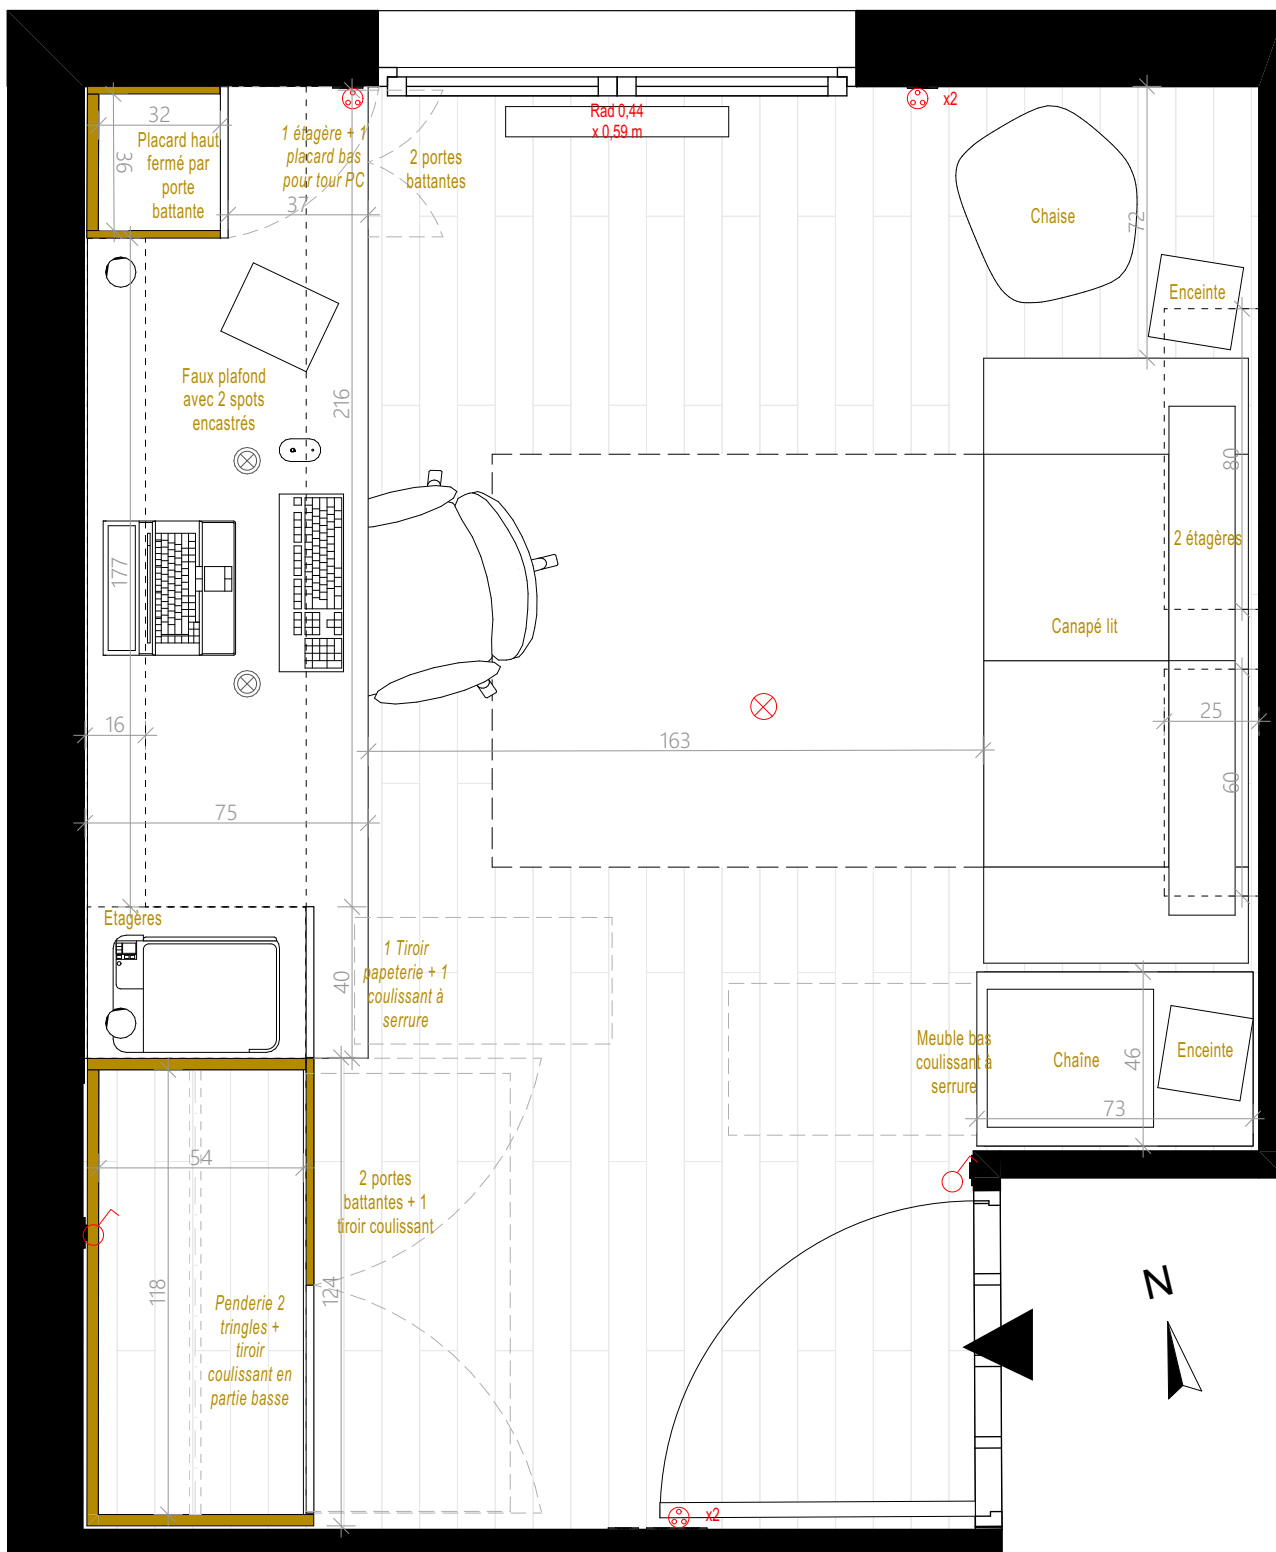 Rad 0,44
x 0,59 m
x2
32
36
Placard haut
fermé par
porte
battante
1 étagère + 1
placard bas
pour tour PC
37
2 portes
battantes
Chaise
72
Enceinte
Faux plafond
avec 2 spots
encastrés
216
80
2 étagères
177
Canapé lit
16
163
25
60
75
Etagères
40
1 Tiroir
papeterie + 1
coulissant à
serrure
Meuble bas
coulissant à
serrure
Chaîne
46
Enceinte
73
54
2 portes
battantes + 1
tiroir coulissant
118
124
Penderie 2
tringles +
tiroir
coulissant en
partie basse
N
x2